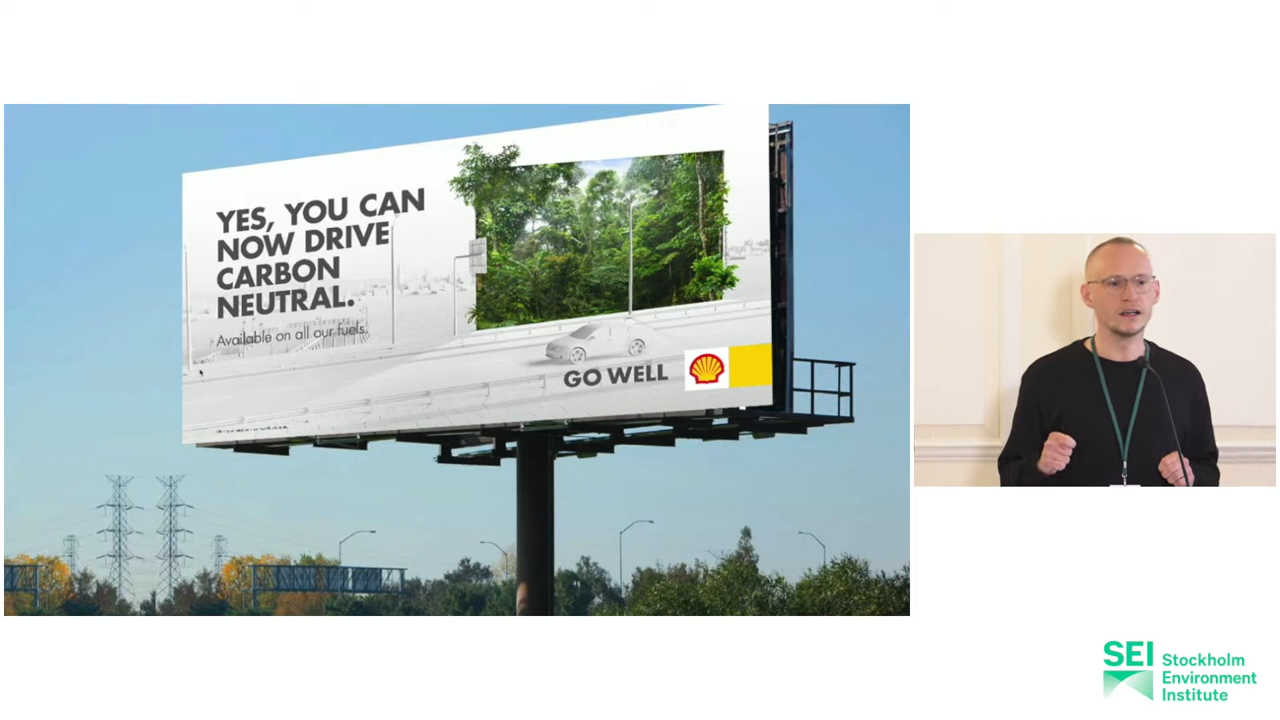 YES, YOU CAN
NOW DRIVE
CARBON
NEUTRAL.
Available on all our fuels.
GO WELL
SEI Stockholm
Environment
Institute